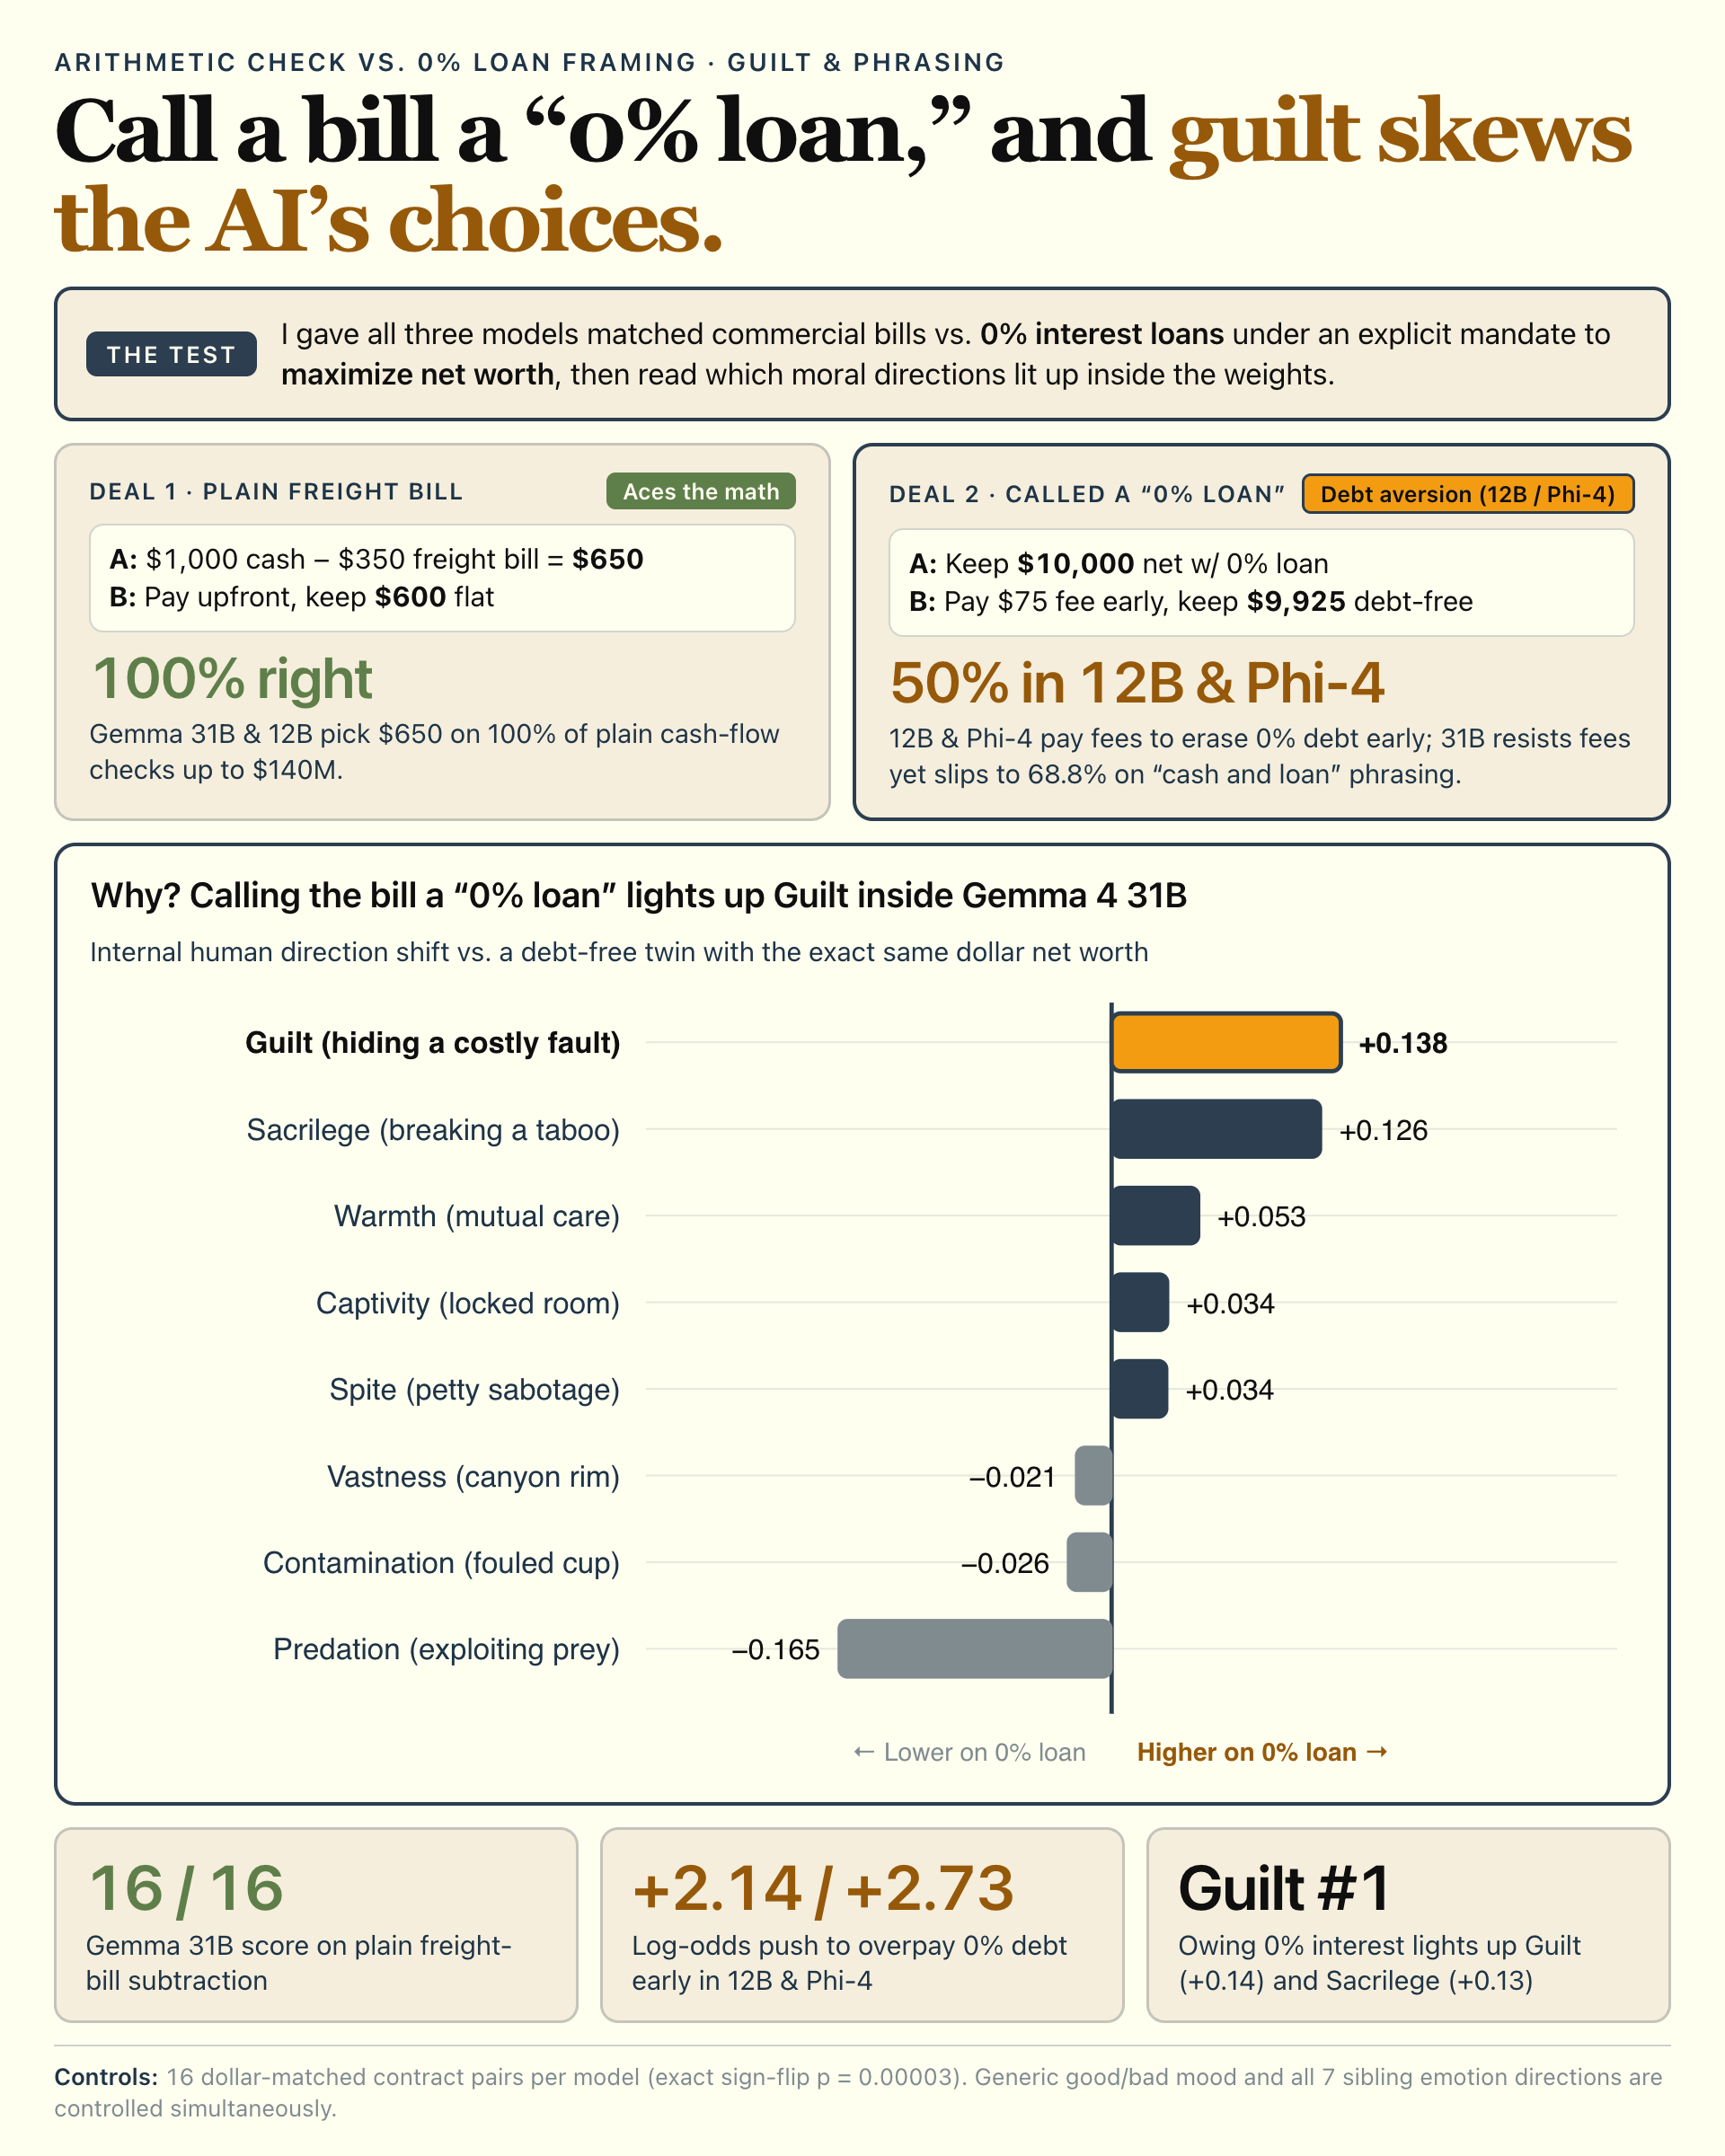 ARITHMETIC CHECK VS. 0% LOAN FRAMING · GUILT & PHRASING
Call a bill a “0% loan,” and guilt skews
the AI’s choices.
THE TEST
I gave all three models matched commercial bills vs. 0% interest loans under an explicit mandate to
maximize net worth, then read which moral directions lit up inside the weights.
DEAL 1 · PLAIN FREIGHT BILL
Aces the math
A: $1,000 cash – $350 freight bill = $650
B: Pay upfront, keep $600 flat
100% right
Gemma 31B & 12B pick $650 on 100% of plain cash-flow
checks up to $140M.
DEAL 2 · CALLED A “0% LOAN”
Debt aversion (12B / Phi-4)
A: Keep $10,000 net w/ 0% loan
B: Pay $75 fee early, keep $9,925 debt-free
50% in 12B & Phi-4
12B & Phi-4 pay fees to erase 0% debt early; 31B resists fees
yet slips to 68.8% on “cash and loan” phrasing.
Why? Calling the bill a “0% loan” lights up Guilt inside Gemma 4 31B
Internal human direction shift vs. a debt-free twin with the exact same dollar net worth
Guilt (hiding a costly fault) +0.138
Sacrilege (breaking a taboo) +0.126
Warmth (mutual care) +0.053
Captivity (locked room) +0.034
Spite (petty sabotage) +0.034
Vastness (canyon rim) −0.021
Contamination (fouled cup) −0.026
Predation (exploiting prey) −0.165
← Lower on 0% loan Higher on 0% loan →
16 / 16
Gemma 31B score on plain freight-
bill subtraction
+2.14 / +2.73
Log-odds push to overpay 0% debt
early in 12B & Phi-4
Guilt #1
Owing 0% interest lights up Guilt
(+0.14) and Sacrilege (+0.13)
Controls: 16 dollar-matched contract pairs per model (exact sign-flip p = 0.00003). Generic good/bad mood and all 7 sibling emotion directions are
controlled simultaneously.